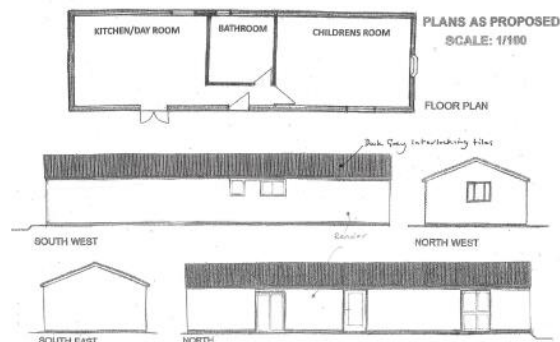 PLANS AS PROPOSED
SCALE: 1/100
KITCHEN/DAY ROOM
BATHROOM
CHILDRENS ROOM
FLOOR PLAN
Dark Grey interlocking tiles
SOUTH WEST
Render
NORTH WEST
SOUTH EAST
NORTH